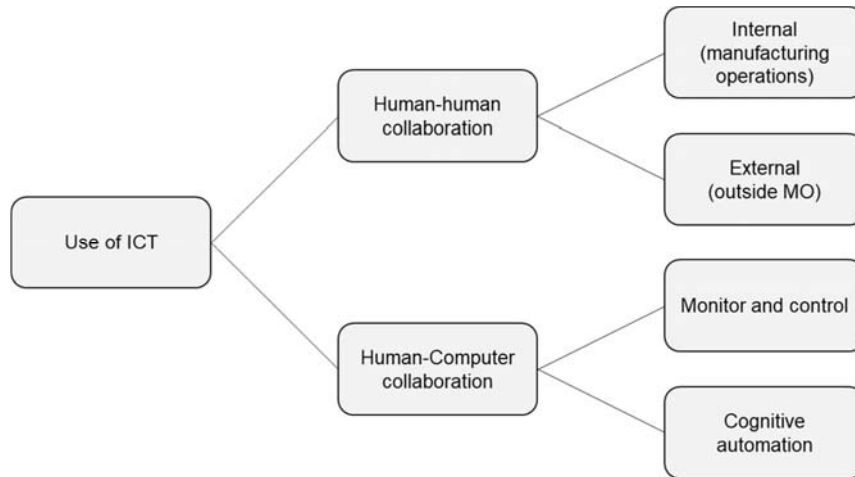 Internal
(manufacturing
operations)
Human-human
collaboration
External
(outside MO)
Use of ICT
Monitor and control
Human-Computer
collaboration
Cognitive
automation